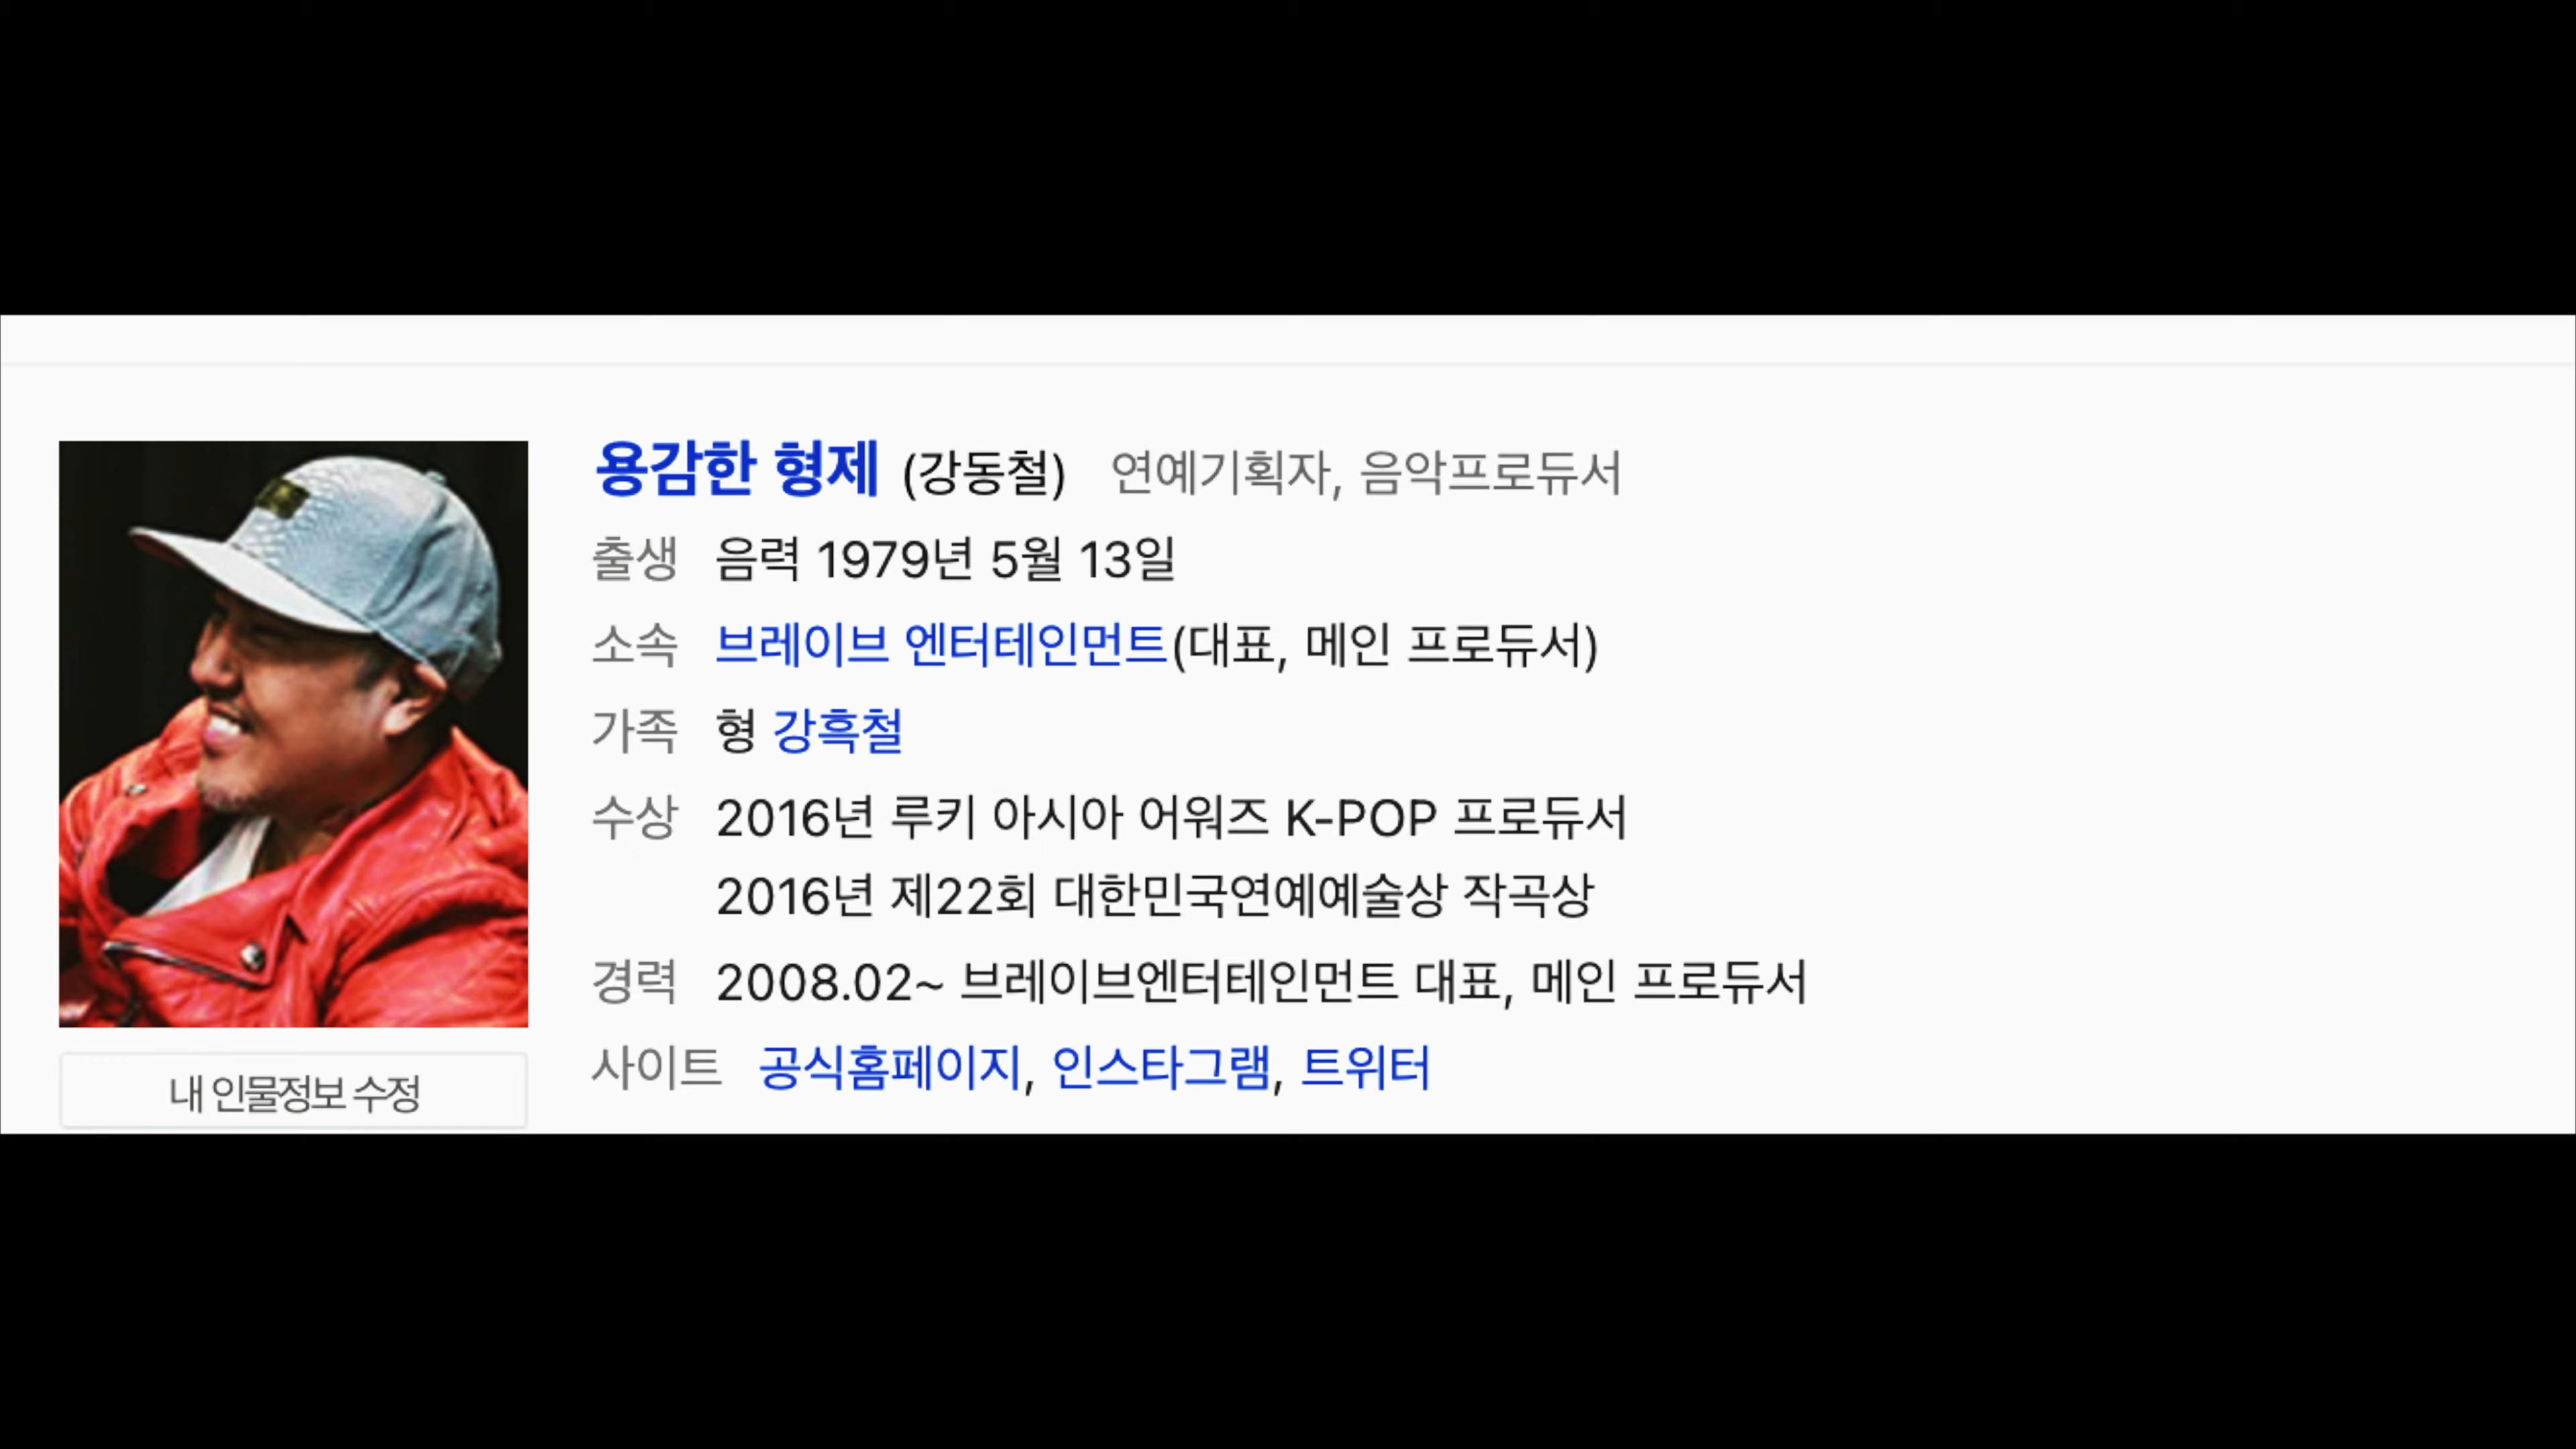 용감한 형제 (강동철) 연예기획자, 음악프로듀서
출생 음력 1979년 5월 13일
소속 브레이브 엔터테인먼트(대표, 메인 프로듀서)
가족 형 강흑철
수상 2016년 루키 아시아 어워즈 K-POP 프로듀서
2016년 제22회 대한민국연예예술상 작곡상
경력 2008.02~ 브레이브엔터테인먼트 대표, 메인 프로듀서
사이트 공식홈페이지, 인스타그램, 트위터
내 인물정보 수정